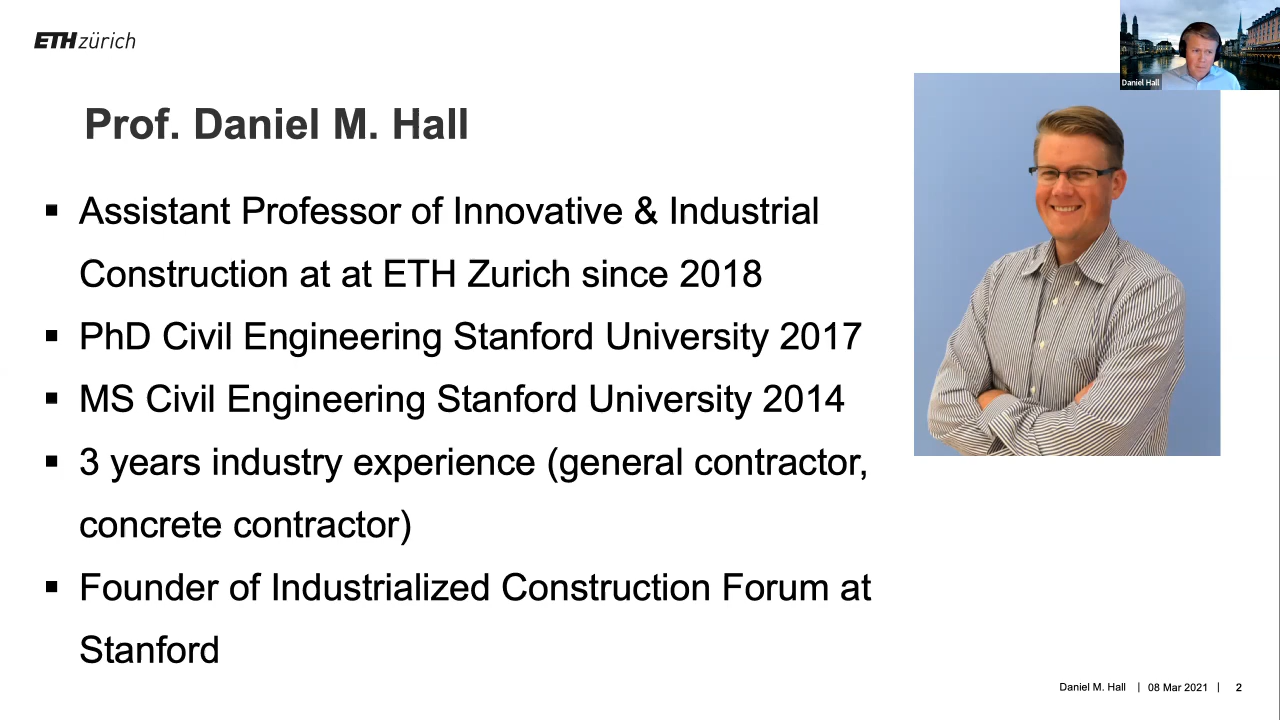 ETH zürich
Daniel Hall
Prof. Daniel M. Hall
▪ Assistant Professor of Innovative & Industrial
Construction at at ETH Zurich since 2018
▪ PhD Civil Engineering Stanford University 2017
▪ MS Civil Engineering Stanford University 2014
▪ 3 years industry experience (general contractor,
concrete contractor)
▪ Founder of Industrialized Construction Forum at
Stanford
Daniel M. Hall | 08 Mar 2021 | 2